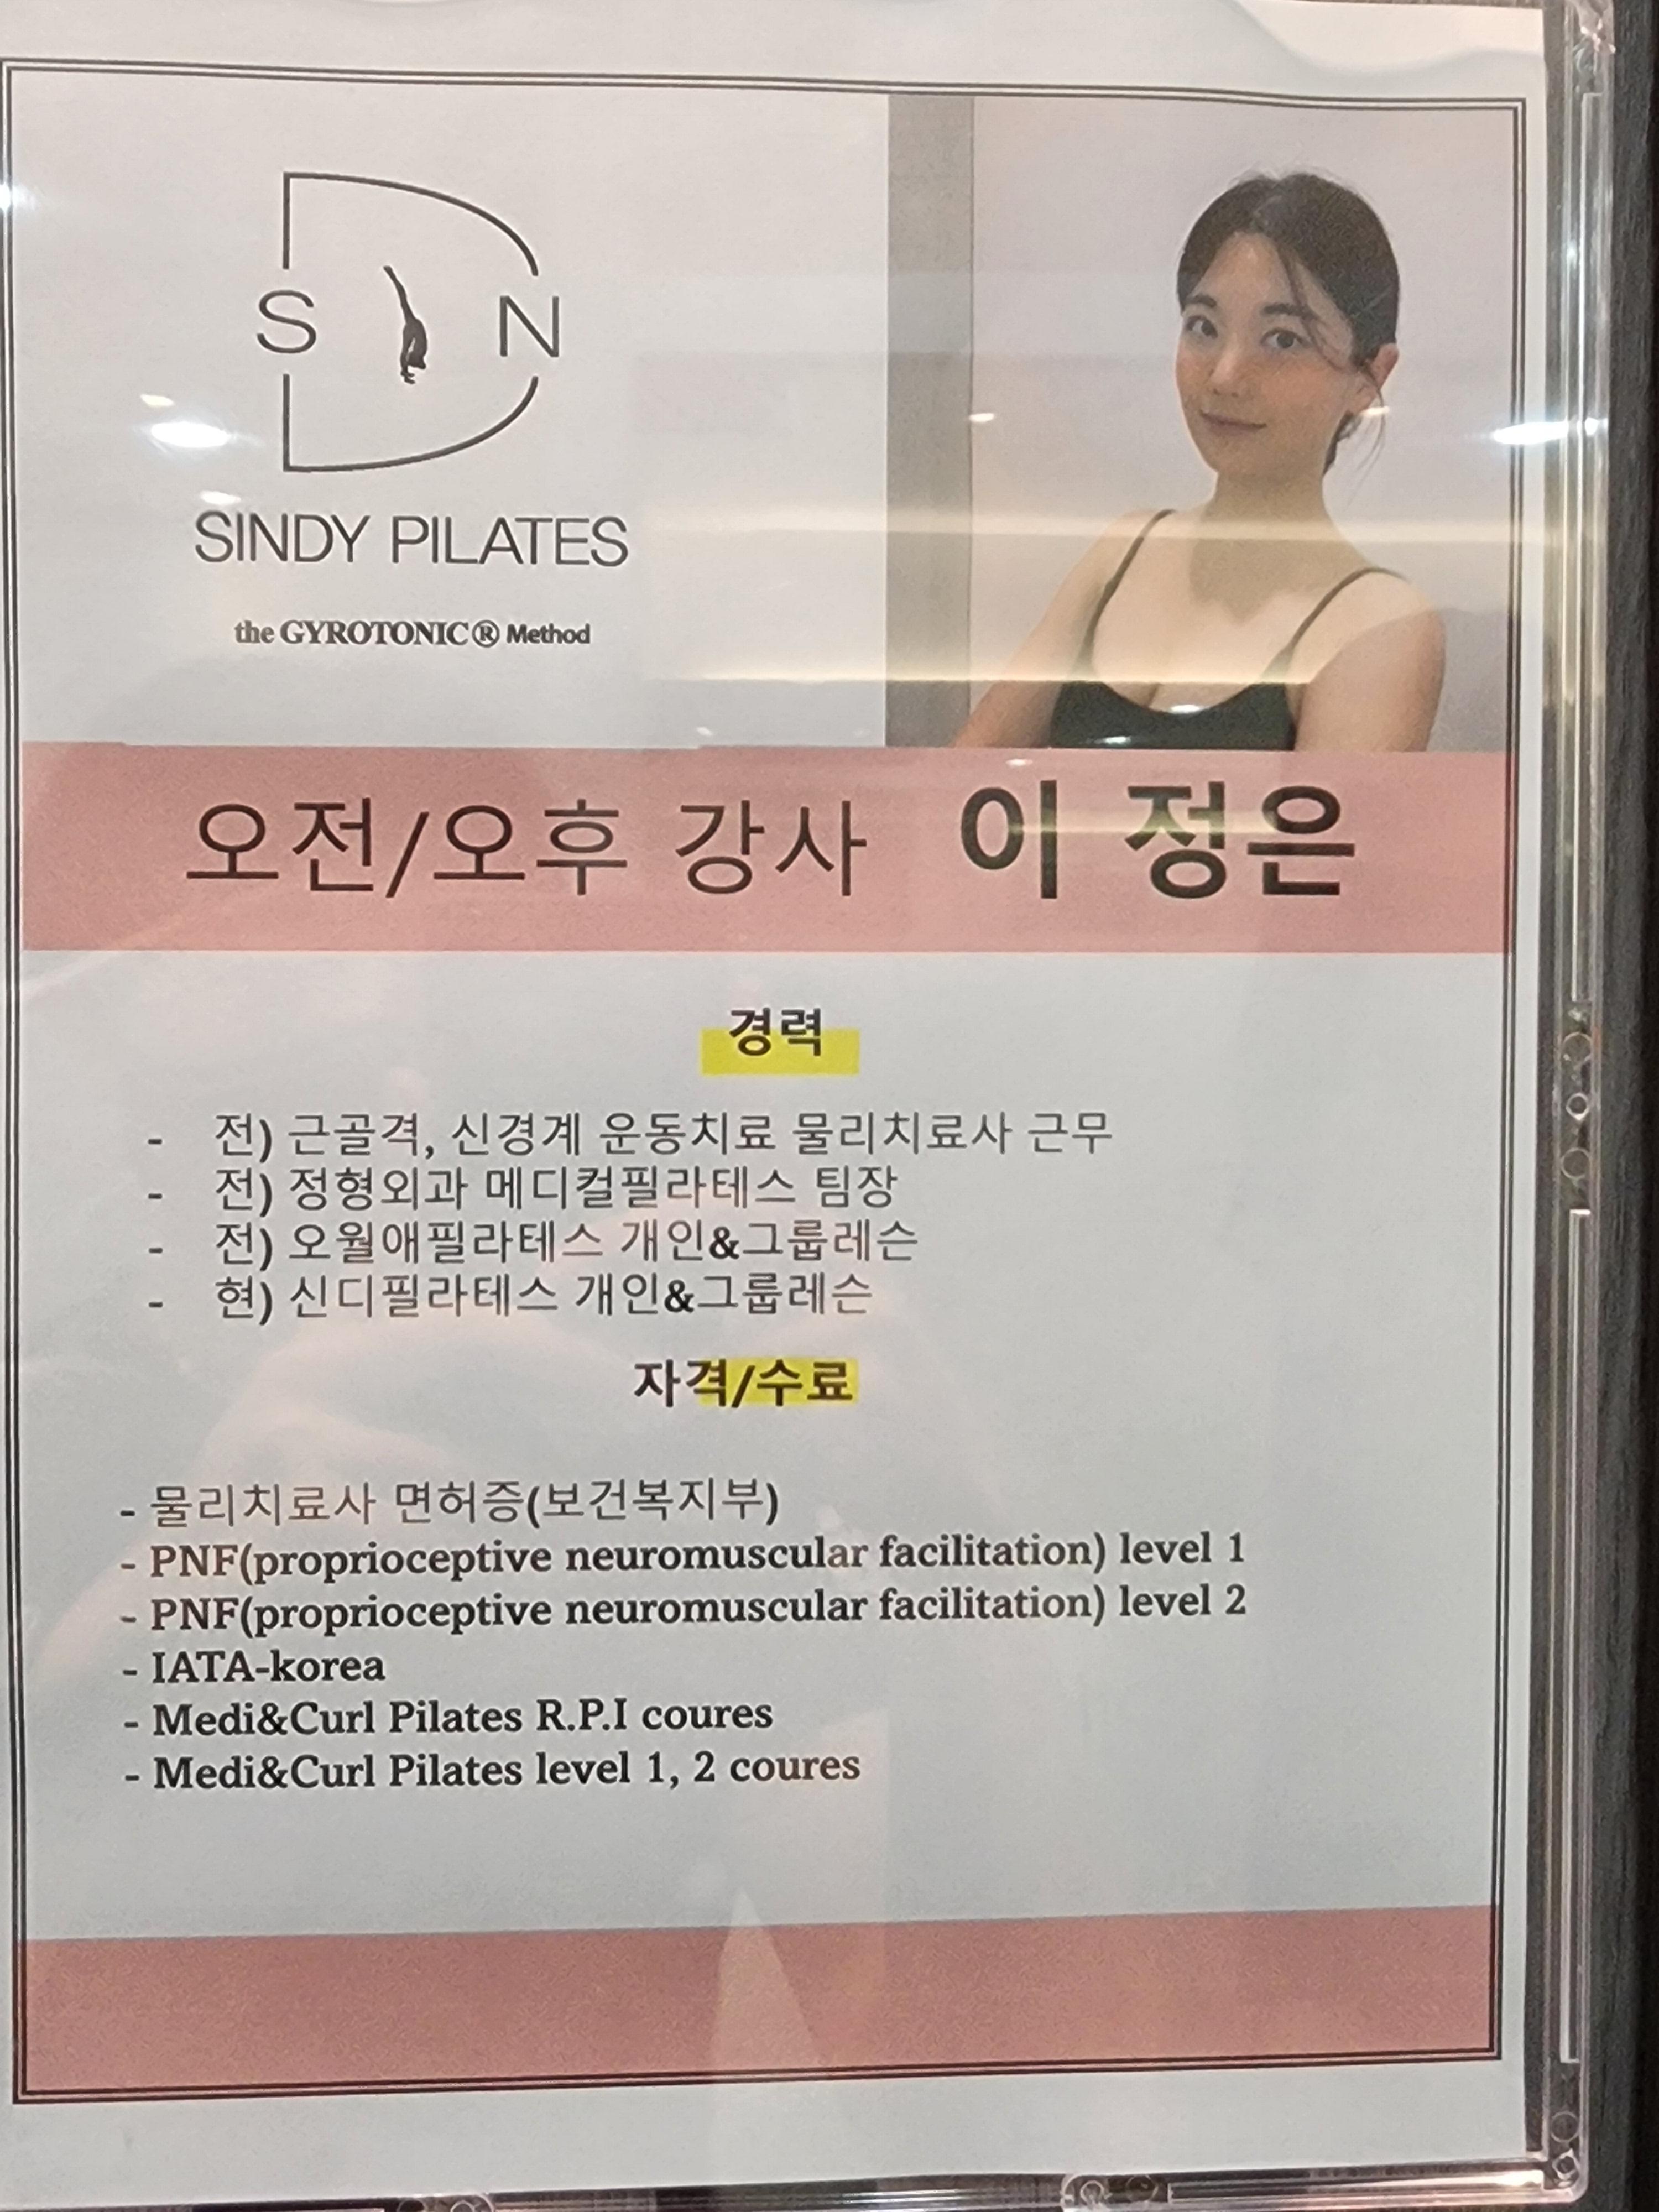 S N
SINDY PILATES
the GYROTONIC® Method
오전/오후 강사 이 정은
경력
- 전) 근골격, 신경계 운동치료 물리치료사 근무
- 전) 정형외과 메디컬필라테스 팀장
- 전) 오월애필라테스 개인&그룹레슨
- 현) 신디필라테스 개인&그룹레슨
자격/수료
- 물리치료사 면허증(보건복지부)
- PNF(proprioceptive neuromuscular facilitation) level 1
- PNF(proprioceptive neuromuscular facilitation) level 2
- IATA-korea
- Medi&Curl Pilates R.P.I coures
- Medi&Curl Pilates level 1, 2 coures